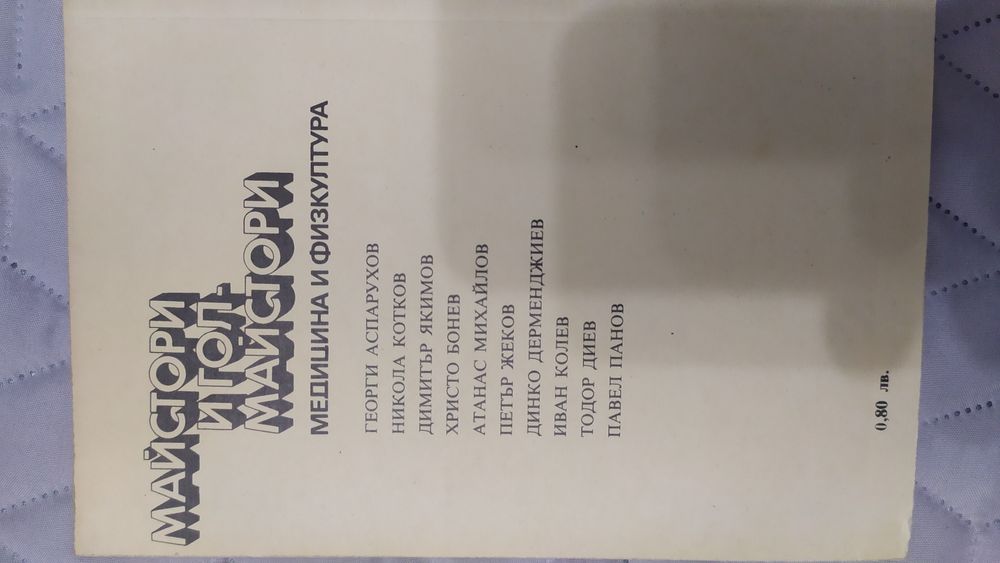 МАЙСТОРИ
И ГОЛ-
МАЙСТОРИ
МЕДИЦИНА И ФИЗКУЛТУРА
ГЕОРГИ АСПАРУХОВ
НИКОЛА КОТКОВ
ДИМИТЪР ЯКИМОВ
ХРИСТО БОНЕВ
АТАНАС МИХАЙЛОВ
ПЕТЪР ЖЕКОВ
ДИНКО ДЕРМЕНДЖИЕВ
ИВАН КОЛЕВ
ТОДОР ДИЕВ
ПАВЕЛ ПАНОВ
0,80 лв.